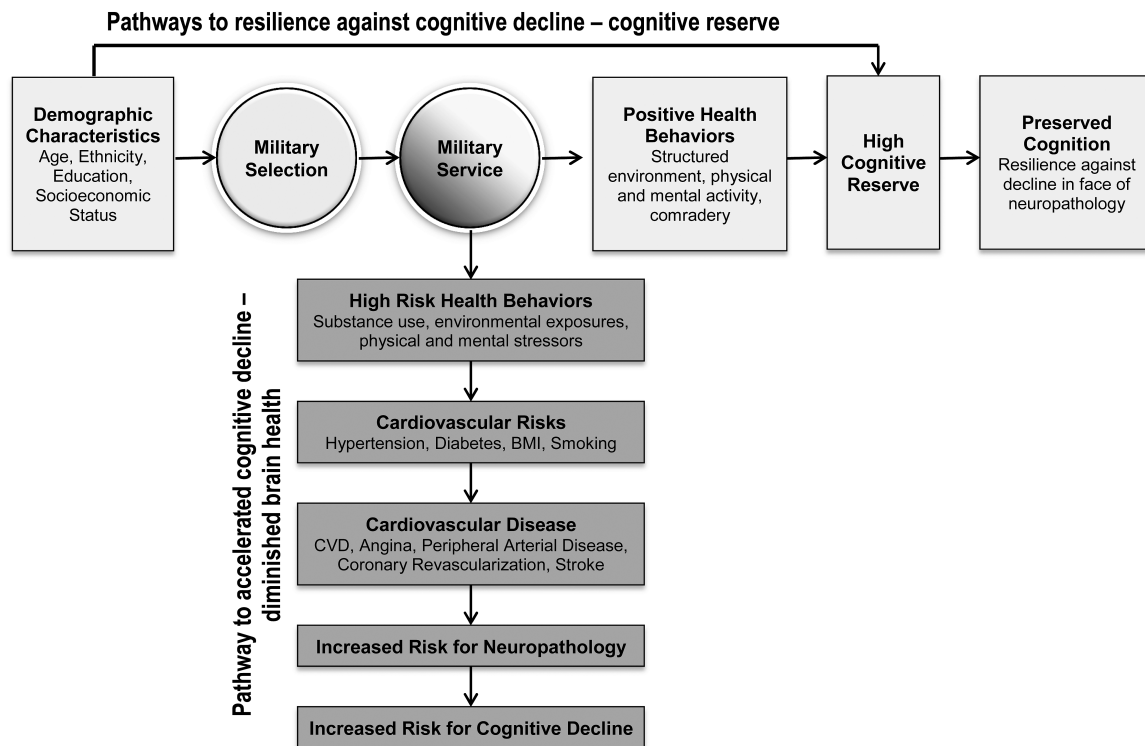 Pathways to resilience against cognitive decline – cognitive reserve
Demographic
Characteristics
Age, Ethnicity,
Education,
Socioeconomic
Status
Military
Selection
Military
Service
Positive Health
Behaviors
Structured
environment, physical
and mental activity,
comradery
High
Cognitive
Reserve
Preserved
Cognition
Resilience against
decline in face of
neuropathology
Pathway to accelerated cognitive decline –
diminished brain health
High Risk Health Behaviors
Substance use, environmental exposures,
physical and mental stressors
Cardiovascular Risks
Hypertension, Diabetes, BMI, Smoking
Cardiovascular Disease
CVD, Angina, Peripheral Arterial Disease,
Coronary Revascularization, Stroke
Increased Risk for Neuropathology
Increased Risk for Cognitive Decline